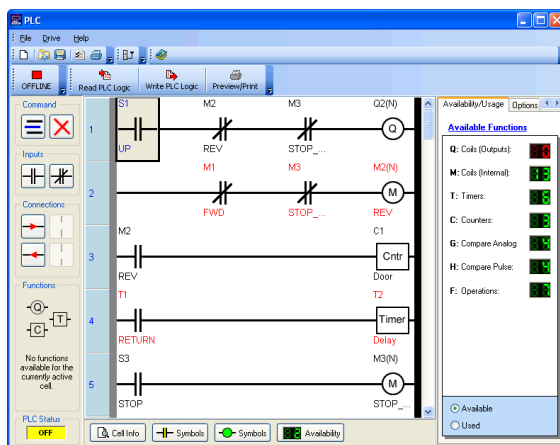 PLC
File Drive Help
OFFLINE Read PLC Logic Write PLC Logic Preview/Print
Command
Inputs
Connections
Functions
Q
T
C
No functions
available for the
currently active
cell.
PLC Status
OFF
S1 M2 M3 Q2(N)
1 Q
UP REV STOP_...
M1 M3 M2(N)
2 M
FWD STOP_... REV
M2 C1
3 Cntr
REV Door
T1 T2
4 Timer
RETURN Delay
S3 M3(N)
5 M
STOP STOP_...
Cell Info Symbols Symbols Availability
Availability/Usage Options
Available Functions
Q: Coils (Outputs):
M: Coils (Internal): 13
T: Timers:
C: Counters:
G: Compare Analog 4
H: Compare Pulse: 4
F: Operations:
Available
Used